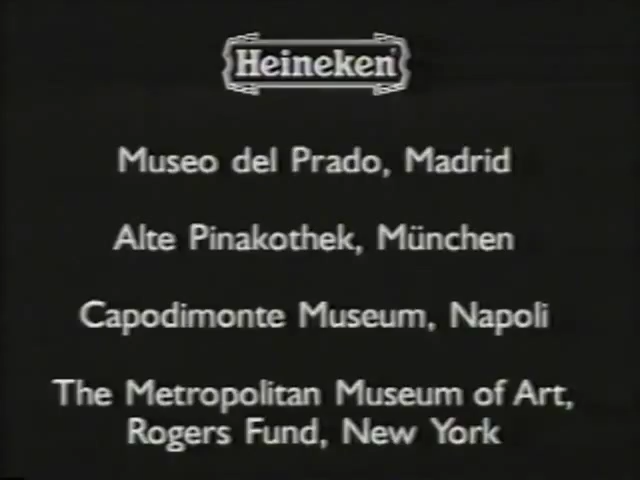 Heineken
Museo del Prado, Madrid
Alte Pinakothek, München
Capodimonte Museum, Napoli
The Metropolitan Museum of Art,
Rogers Fund, New York